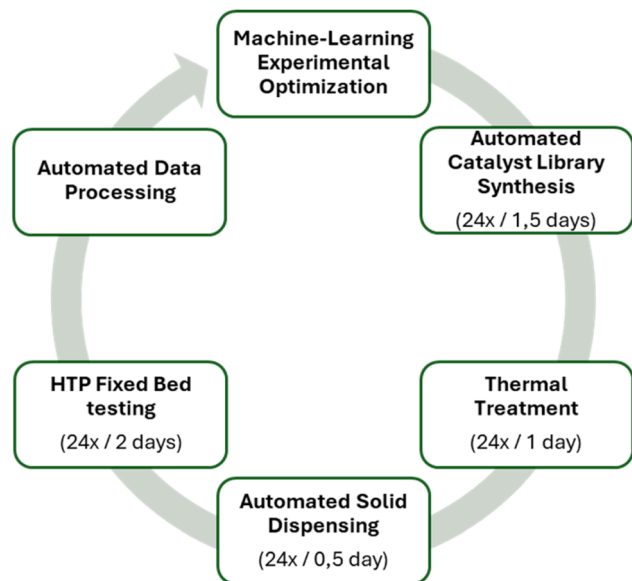 Machine-Learning
Experimental
Optimization
Automated
Catalyst Library
Synthesis
(24x / 1,5 days)
Thermal
Treatment
(24x / 1 day)
Automated Solid
Dispensing
(24x / 0,5 day)
HTP Fixed Bed
testing
(24x / 2 days)
Automated Data
Processing